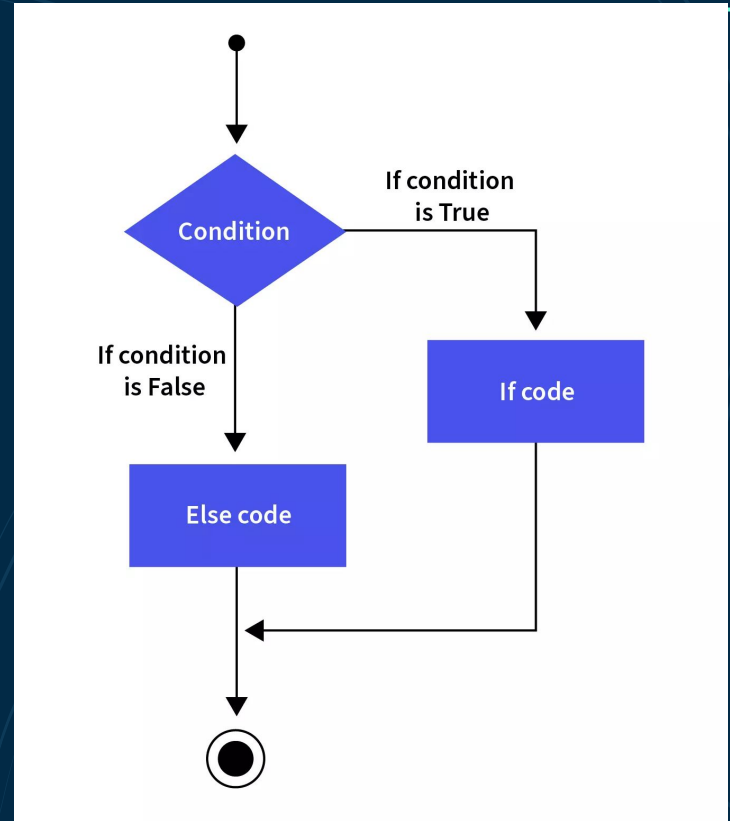 If condition
is True
Condition
If condition
is False
If code
Else code